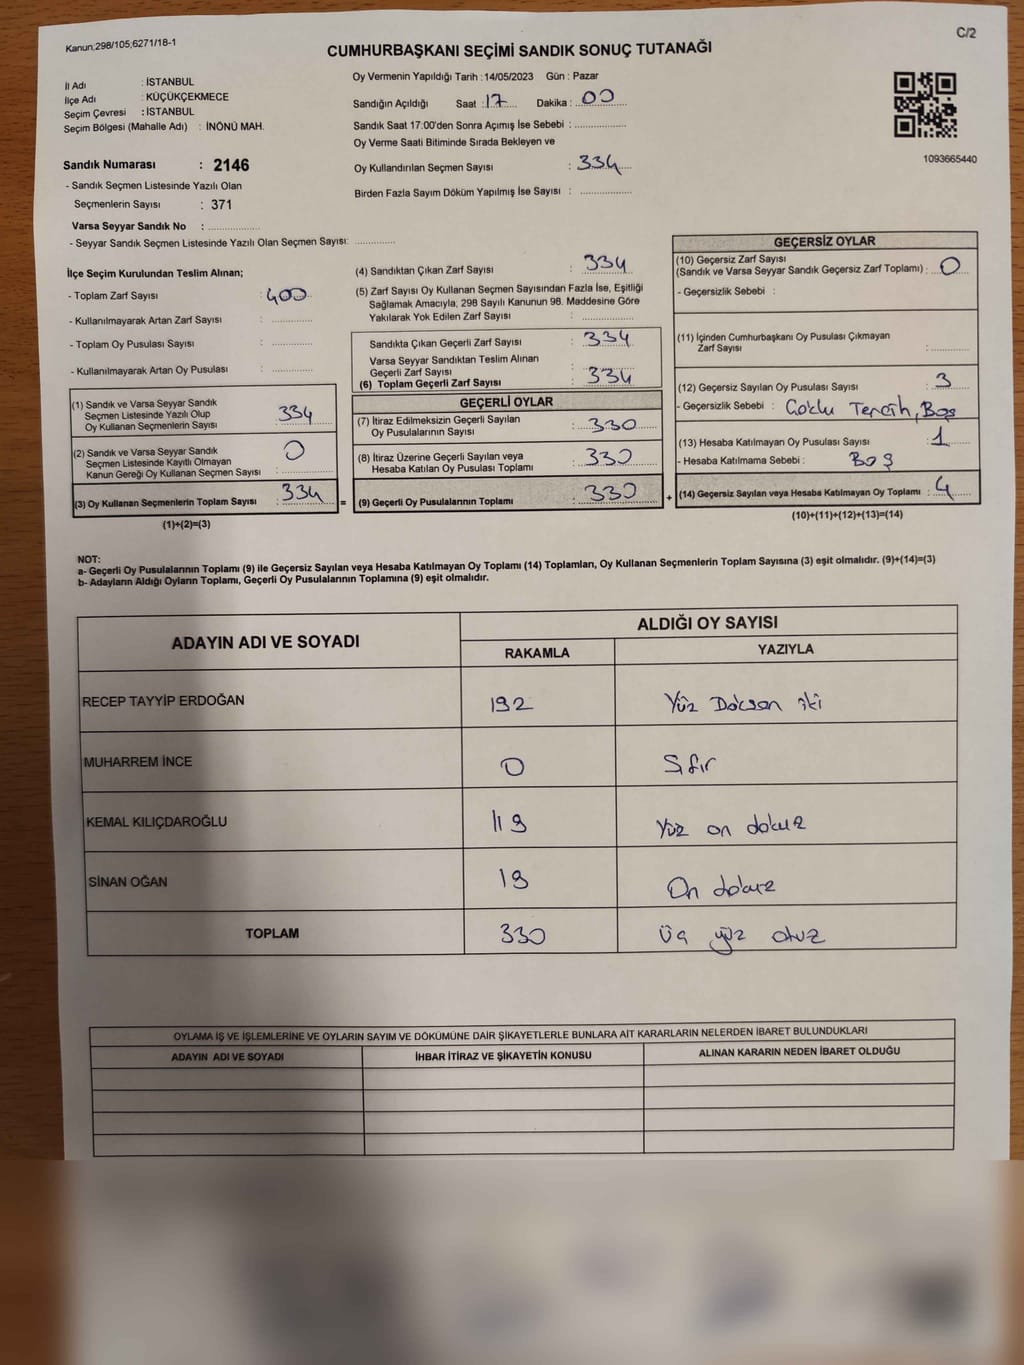 Kanun,298/105,6271/18-1
C/2
CUMHURBAŞKANI SEÇİMİ SANDIK SONUÇ TUTANAĞI
İl Adı : İSTANBUL
İlçe Adı : KÜÇÜKÇEKMECE
Seçim Çevresi : İSTANBUL
Seçim Bölgesi (Mahalle Adı) : İNÖNÜ MAH.
Sandık Numarası : 2146
- Sandık Seçmen Listesinde Yazılı Olan
Seçmenlerin Sayısı : 371
Varsa Seyyar Sandık No : ..................
- Seyyar Sandık Seçmen Listesinde Yazılı Olan Seçmen Sayısı: ..............
Oy Vermenin Yapıldığı Tarih : 14/05/2023 Gün : Pazar
Sandığın Açıldığı Saat : 17 Dakika : 00
Sandık Saat 17:00'den Sonra Açımış İse Sebebi : ..................
Oy Verme Saati Bitiminde Sırada Bekleyen ve
Oy Kullandırılan Seçmen Sayısı : 334
Birden Fazla Sayım Döküm Yapılmış İse Sayısı : ..................
1093665440
İlçe Seçim Kurulundan Teslim Alınan;
- Toplam Zarf Sayısı : 400
- Kullanılmayarak Artan Zarf Sayısı : ..............
- Toplam Oy Pusulası Sayısı : ..............
- Kullanılmayarak Artan Oy Pusulası : ..............
(1) Sandık ve Varsa Seyyar Sandık
Seçmen Listesinde Yazılı Olup
Oy Kullanan Seçmenlerin Sayısı : 334
(2) Sandık ve Varsa Seyyar Sandık
Seçmen Listesinde Kayıtlı Olmayan
Kanun Gereği Oy Kullanan Seçmen Sayısı : 0
(3) Oy Kullanan Seçmenlerin Toplam Sayısı : 334 =
(1)+(2)=(3)
(4) Sandıktan Çıkan Zarf Sayısı : 334
(5) Zarf Sayısı Oy Kullanan Seçmen Sayısından Fazla İse, Eşitliği
Sağlamak Amacıyla, 298 Sayılı Kanunun 98. Maddesine Göre
Yakılarak Yok Edilen Zarf Sayısı : ..............
Sandıkta Çıkan Geçerli Zarf Sayısı : 334
Varsa Seyyar Sandıktan Teslim Alınan
Geçerli Zarf Sayısı :
(6) Toplam Geçerli Zarf Sayısı : 334
GEÇERLİ OYLAR
(7) İtiraz Edilmeksizin Geçerli Sayılan
Oy Pusulalarının Sayısı : 330
(8) İtiraz Üzerine Geçerli Sayılan veya
Hesaba Katılan Oy Pusulası Toplamı : 330
(9) Geçerli Oy Pusulalarının Toplamı : 330 +
GEÇERSİZ OYLAR
(10) Geçersiz Zarf Sayısı
(Sandık ve Varsa Seyyar Sandık Geçersiz Zarf Toplamı) : 0
- Geçersizlik Sebebi :
(11) İçinden Cumhurbaşkanı Oy Pusulası Çıkmayan
Zarf Sayısı : ..............
(12) Geçersiz Sayılan Oy Pusulası Sayısı : 3
- Geçersizlik Sebebi : Çoklu Tercih, Boş
(13) Hesaba Katılmayan Oy Pusulası Sayısı : 1
- Hesaba Katılmama Sebebi : Boş
(14) Geçersiz Sayılan veya Hesaba Katılmayan Oy Toplamı : 4
(10)+(11)+(12)+(13)=(14)
NOT:
a- Geçerli Oy Pusulalarının Toplamı (9) ile Geçersiz Sayılan veya Hesaba Katılmayan Oy Toplamı (14) Toplamları, Oy Kullanan Seçmenlerin Toplam Sayısına (3) eşit olmalıdır. (9)+(14)=(3)
b- Adayların Aldığı Oyların Toplamı, Geçerli Oy Pusulalarının Toplamına (9) eşit olmalıdır.
ADAYIN ADI VE SOYADI
ALDIĞI OY SAYISI
RAKAMLA YAZIYLA
RECEP TAYYİP ERDOĞAN 192 Yüz Doksan iki
MUHARREM İNCE 0 Sıfır
KEMAL KILIÇDAROĞLU 119 Yüz on dokuz
SİNAN OĞAN 19 On dokuz
TOPLAM 330 Üç yüz otuz
OYLAMA İŞ VE İŞLEMLERİNE VE OYLARIN SAYIM VE DÖKÜMÜNE DAİR ŞİKAYETLERLE BUNLARA AİT KARARLARIN NELERDEN İBARET BULUNDUKLARI
ADAYIN ADI VE SOYADI İHBAR İTİRAZ VE ŞİKAYETİN KONUSU ALINAN KARARIN NEDEN İBARET OLDUĞU